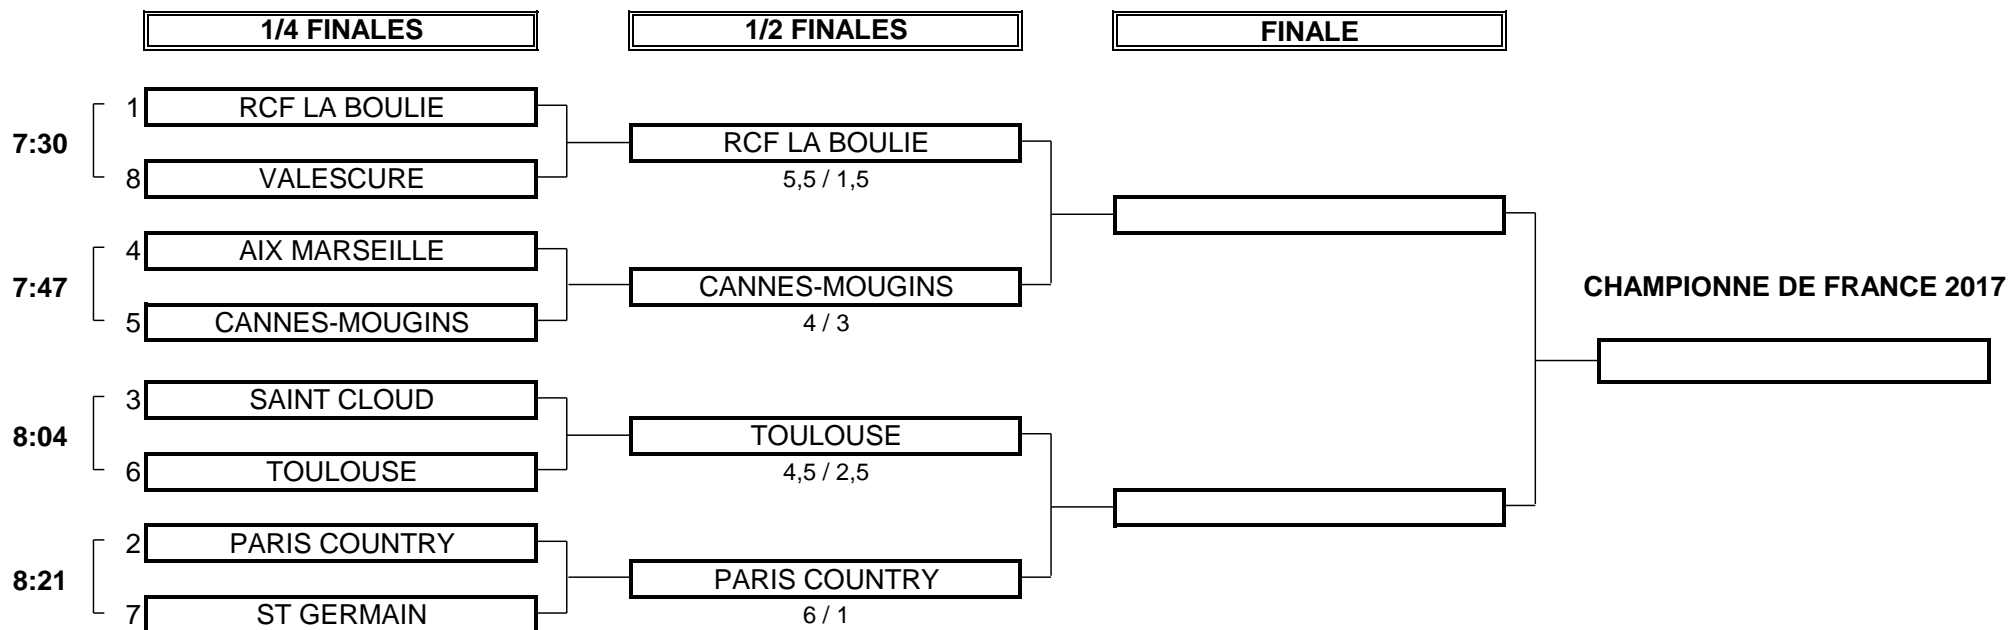 1/4 FINALES
1/2 FINALES
FINALE
7:30
1 RCF LA BOULIE
8 VALESCURE
RCF LA BOULIE
5,5 / 1,5
7:47
4 AIX MARSEILLE
5 CANNES-MOUGINS
CANNES-MOUGINS
4 / 3
CHAMPIONNE DE FRANCE 2017
8:04
3 SAINT CLOUD
6 TOULOUSE
TOULOUSE
4,5 / 2,5
8:21
2 PARIS COUNTRY
7 ST GERMAIN
PARIS COUNTRY
6 / 1